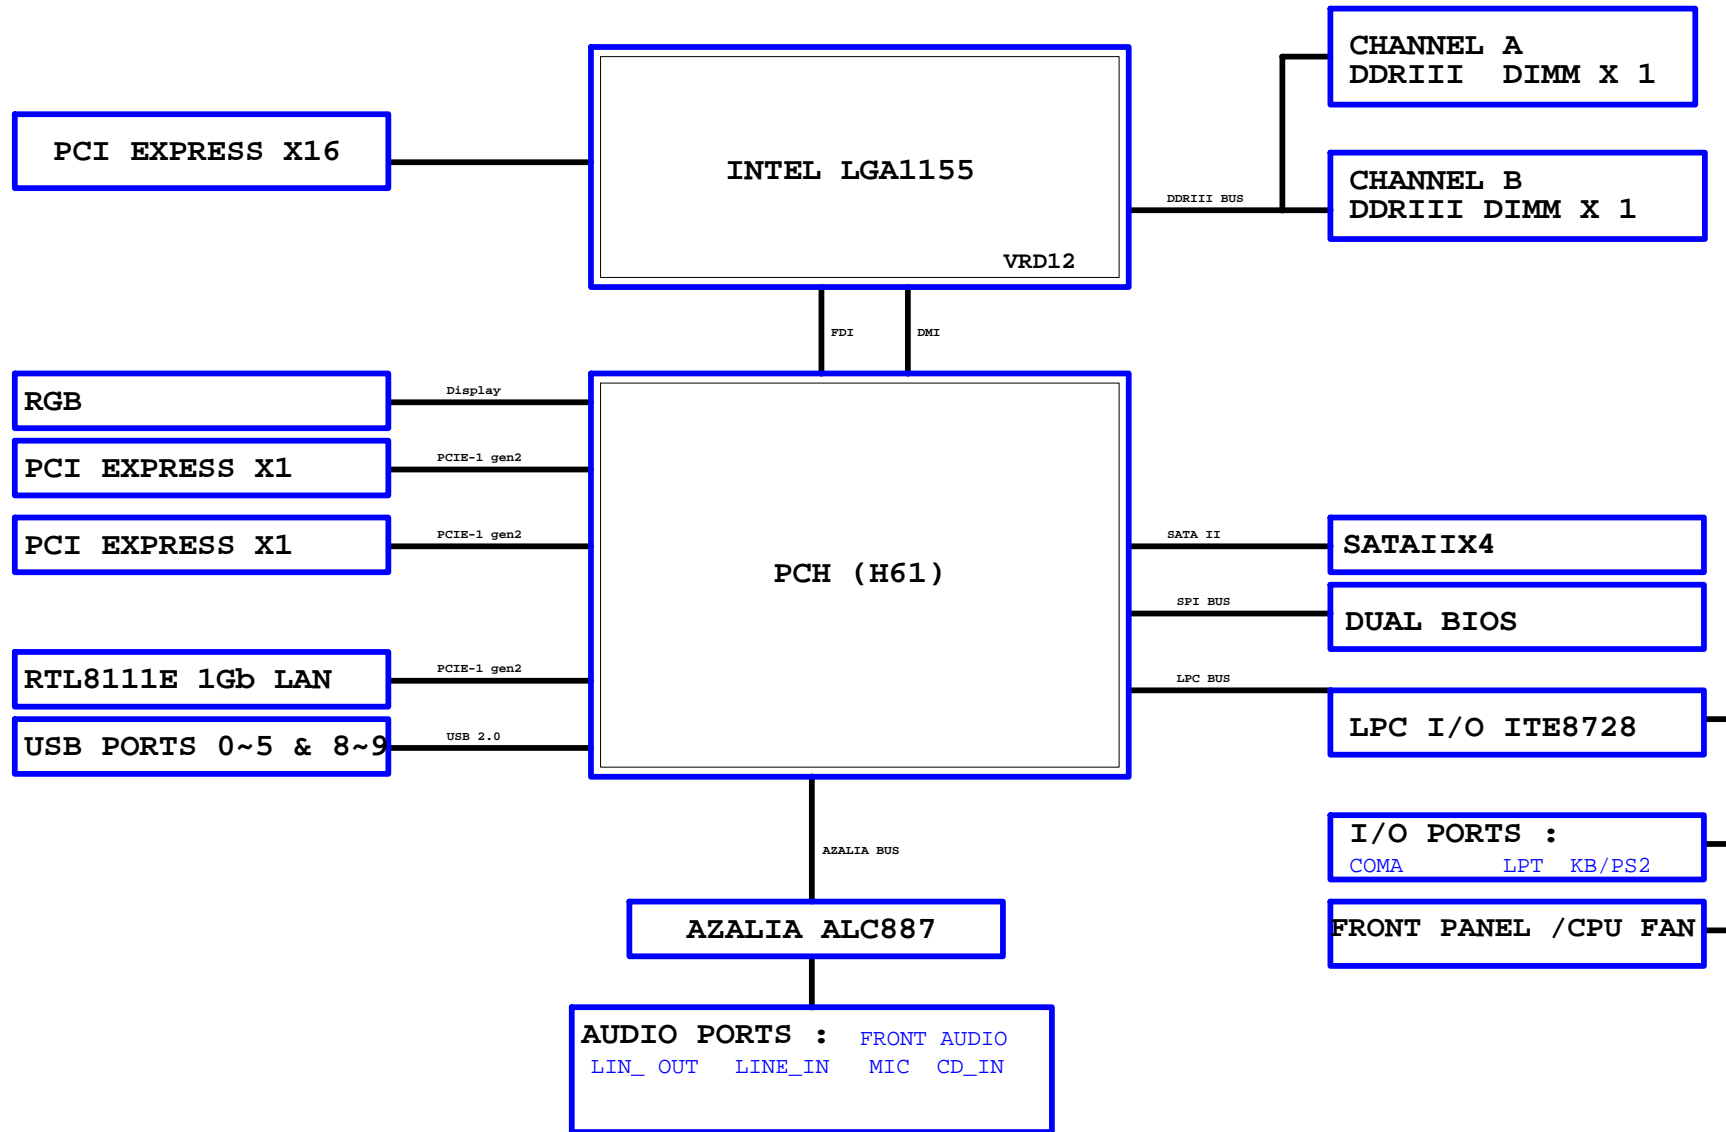 CHANNEL A
DDRIII DIMM X 1
PCI EXPRESS X16
INTEL LGA1155
CHANNEL B
DDRIII DIMM X 1
DDRIII BUS
VRD12
FDI
DMI
RGB
Display
PCI EXPRESS X1
PCIE-1 gen2
PCI EXPRESS X1
PCIE-1 gen2
PCH (H61)
SATA II
SATAIIX4
SPI BUS
DUAL BIOS
RTL8111E 1Gb LAN
PCIE-1 gen2
LPC BUS
LPC I/O ITE8728
USB PORTS 0~5 & 8~9
USB 2.0
I/O PORTS :
COMA LPT KB/PS2
AZALIA BUS
AZALIA ALC887
FRONT PANEL /CPU FAN
AUDIO PORTS : FRONT AUDIO
LIN_ OUT LINE_IN MIC CD_IN